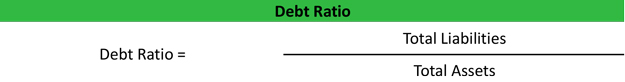 Debt Ratio
Total Liabilities
Debt Ratio =
Total Assets